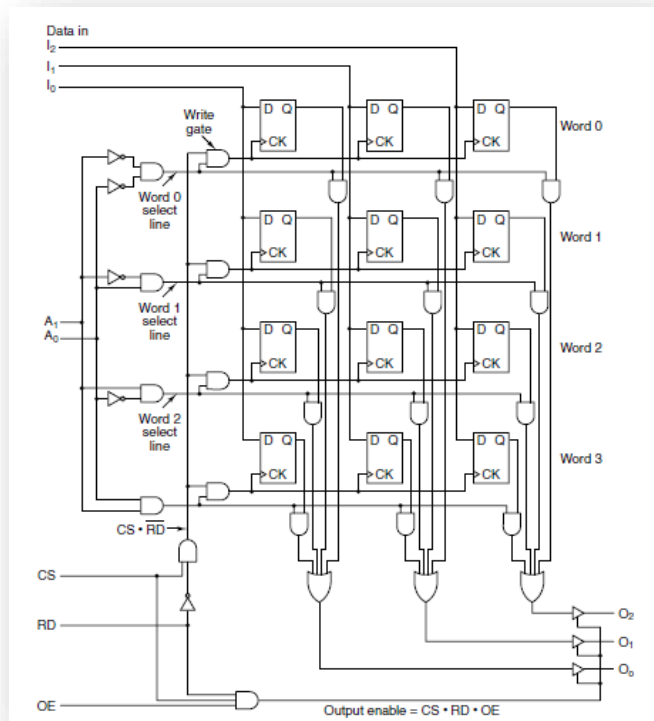 Data in
I₂
I₁
I₀
Write
gate
D Q
D Q
D Q
CK
CK
CK
Word 0
Word 0
select
line
D Q
D Q
D Q
CK
CK
CK
Word 1
A₁
A₀
Word 1
select
line
D Q
D Q
D Q
CK
CK
CK
Word 2
Word 2
select
line
D Q
D Q
D Q
CK
CK
CK
Word 3
CS • R̅D̅
CS
RD
OE
O₂
O₁
O₀
Output enable = CS • RD • OE